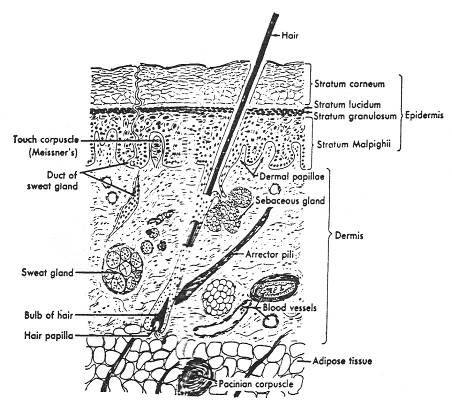 Hair
Stratum corneum
Stratum lucidum
Stratum granulosum
Epidermis
Touch corpuscle
(Meissner's)
Stratum Malpighii
Duct of
sweat gland
Dermal papillae
Sebaceous gland
Dermis
Arrector pili
Sweat gland
Blood vessels
Bulb of hair
Hair papilla
Adipose tissue
Pacinian corpuscle